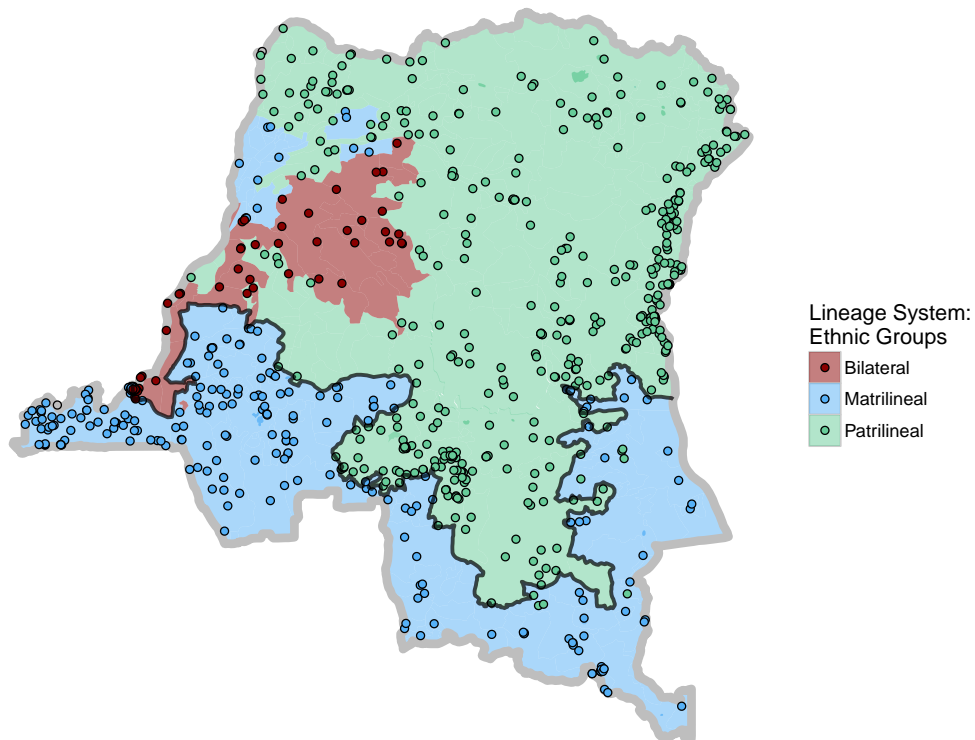 Lineage System:
Ethnic Groups
Bilateral
Matrilineal
Patrilineal